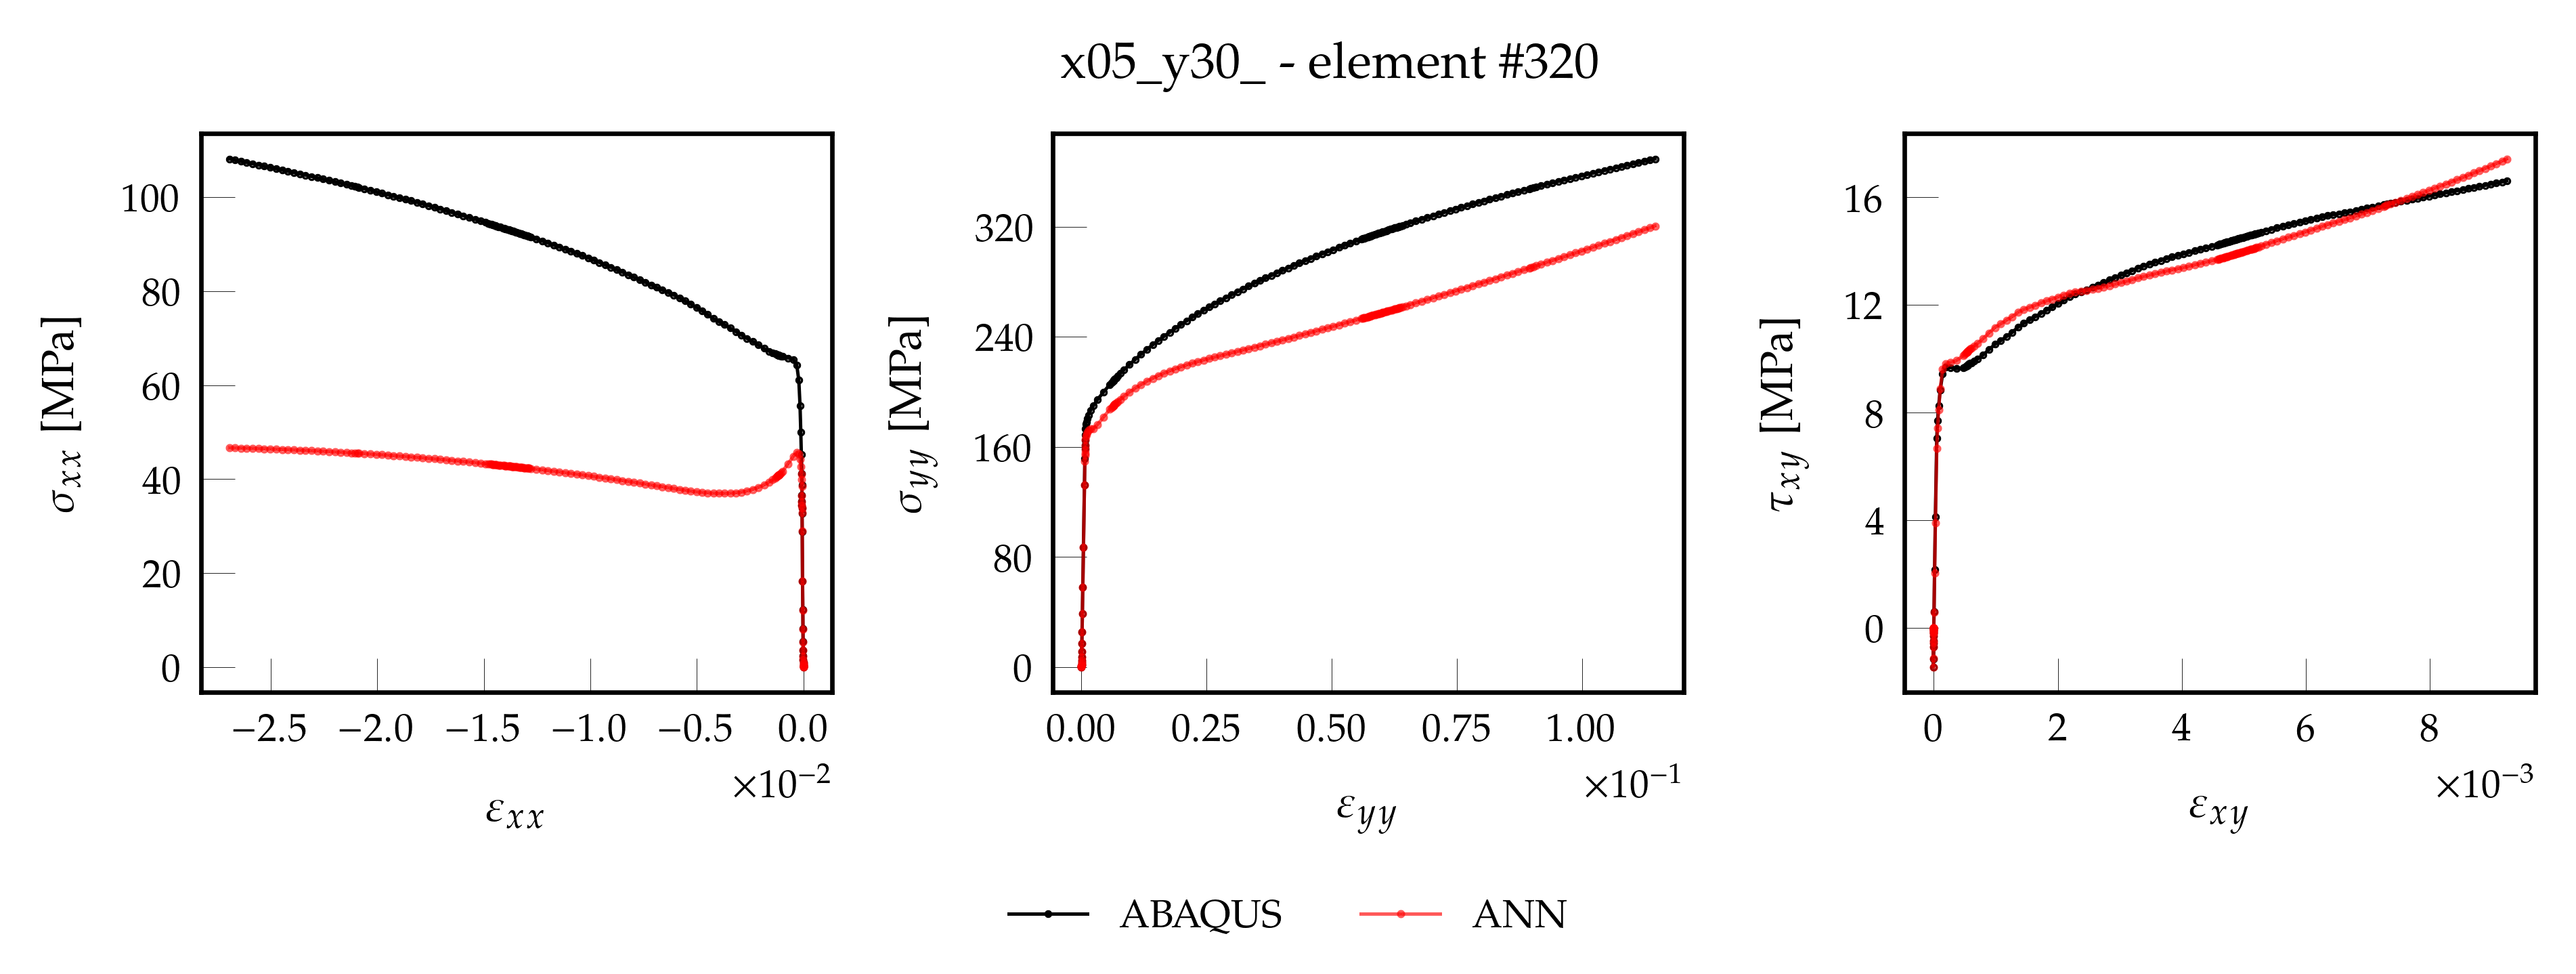 x05_y30_ - element #320
σxx [MPa]
100
80
60
40
20
0
−2.5 −2.0 −1.5 −1.0 −0.5 0.0
×10−2
εxx
σyy [MPa]
320
240
160
80
0
0.00 0.25 0.50 0.75 1.00
×10−1
εyy
τxy [MPa]
16
12
8
4
0
0 2 4 6 8
×10−3
εxy
ABAQUS ANN